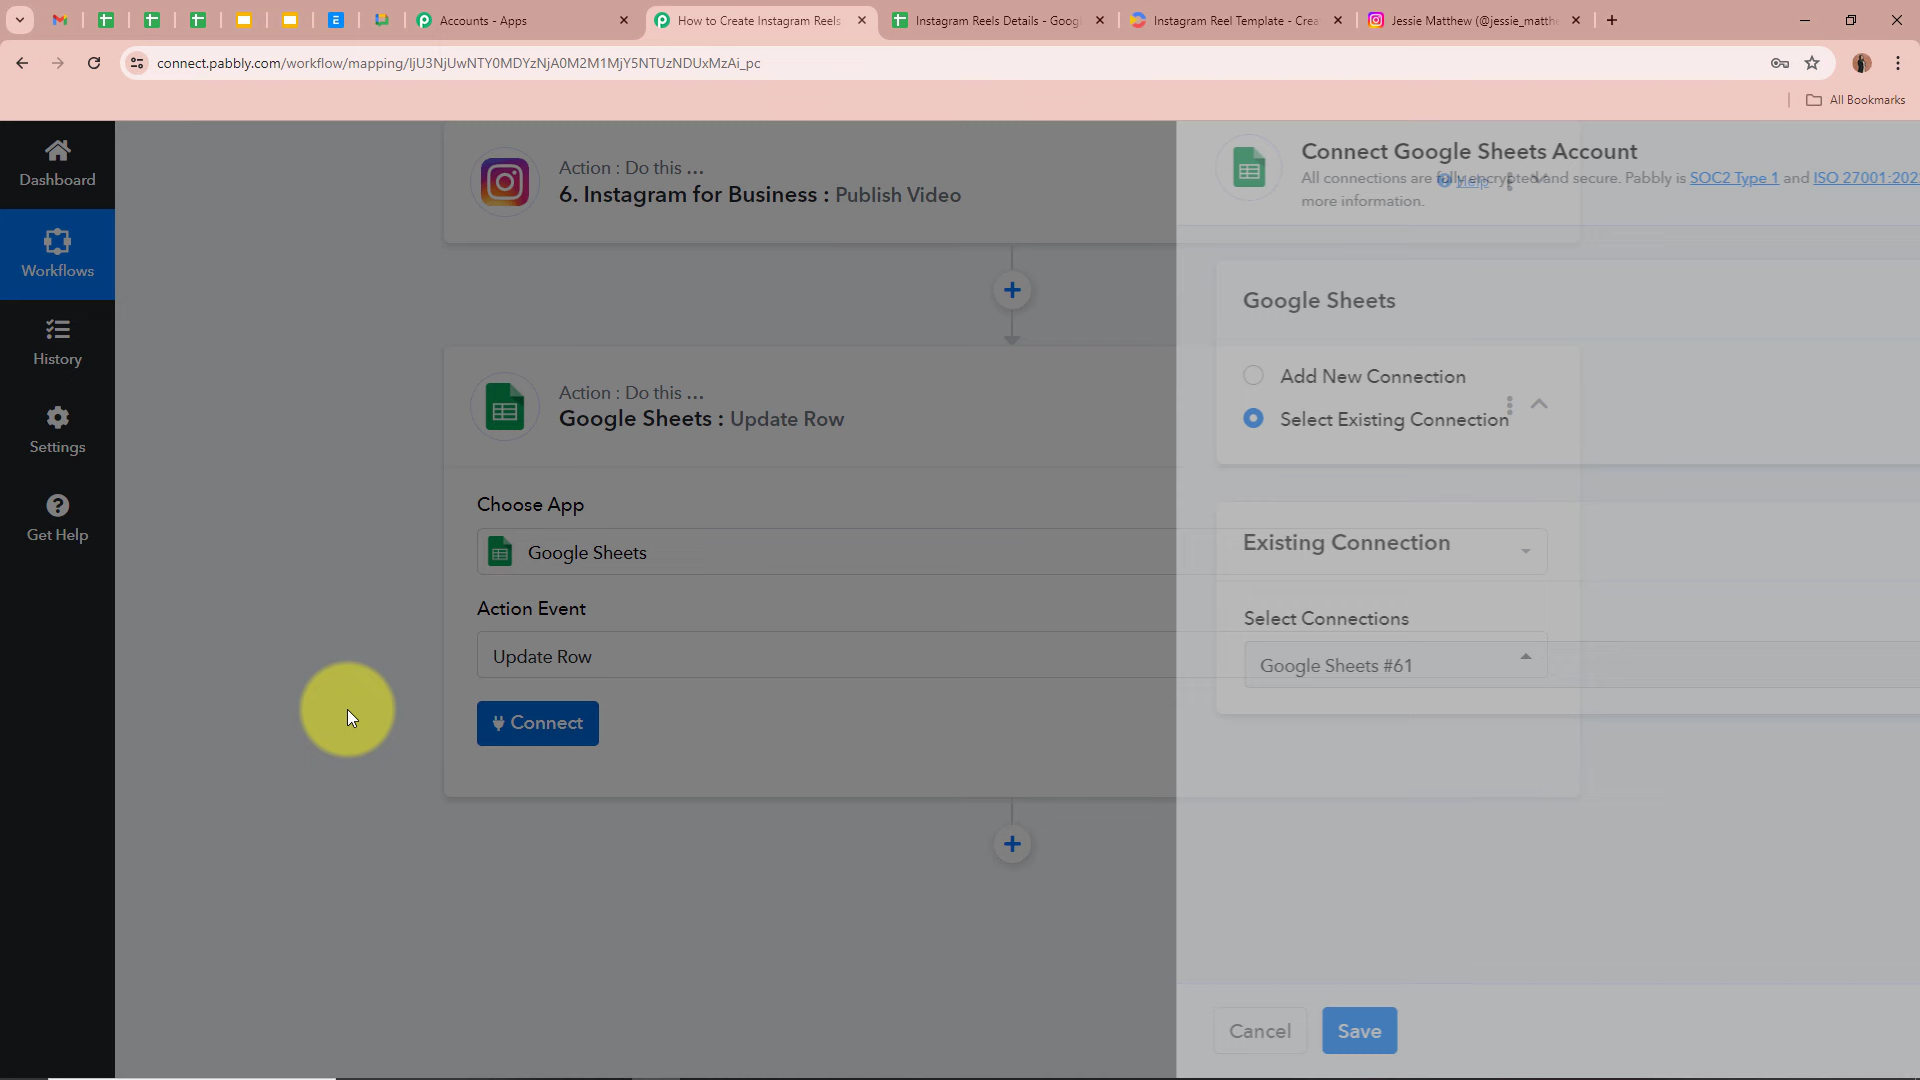 Accounts - Apps
How to Create Instagram Reels
Instagram Reels Details - Goog
Instagram Reel Template - Crea
Jessie Matthew (@jessie_matthe
connect.pabbly.com/workflow/mapping/IjU3NjUwNTY0MDYzNjA0M2M1MjY5NTUzNDUxMzAi_pc
All Bookmarks
Dashboard
Workflows
History
Settings
Get Help
Action : Do this ...
6. Instagram for Business : Publish Video
Help
Action : Do this ...
Google Sheets : Update Row
Choose App
Google Sheets
Action Event
Update Row
Connect
Connect Google Sheets Account
All connections are fully encrypted and secure. Pabbly is SOC2 Type 1 and ISO 27001:202
more information.
Google Sheets
Add New Connection
Select Existing Connection
Existing Connection
Select Connections
Google Sheets #61
Cancel
Save